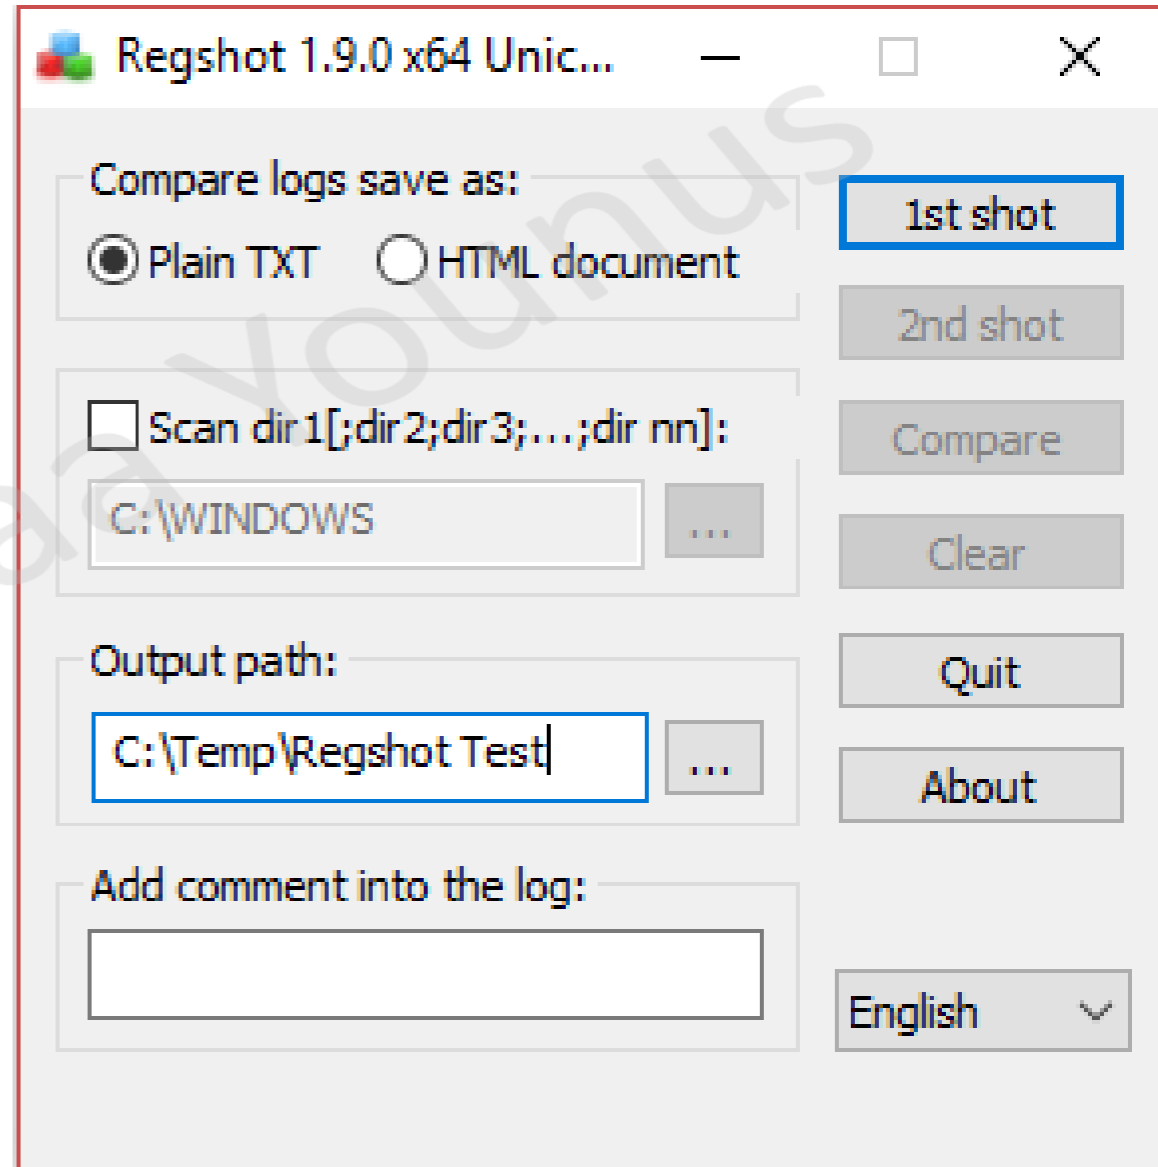 Regshot 1.9.0 x64 Unic...
Compare logs save as:
Plain TXT
HTML document
1st shot
2nd shot
Scan dir1[;dir2;dir3;...;dir nn]:
Compare
C:\WINDOWS
...
Clear
Output path:
Quit
C:\Temp\Regshot Test
...
About
Add comment into the log:
English
Younus